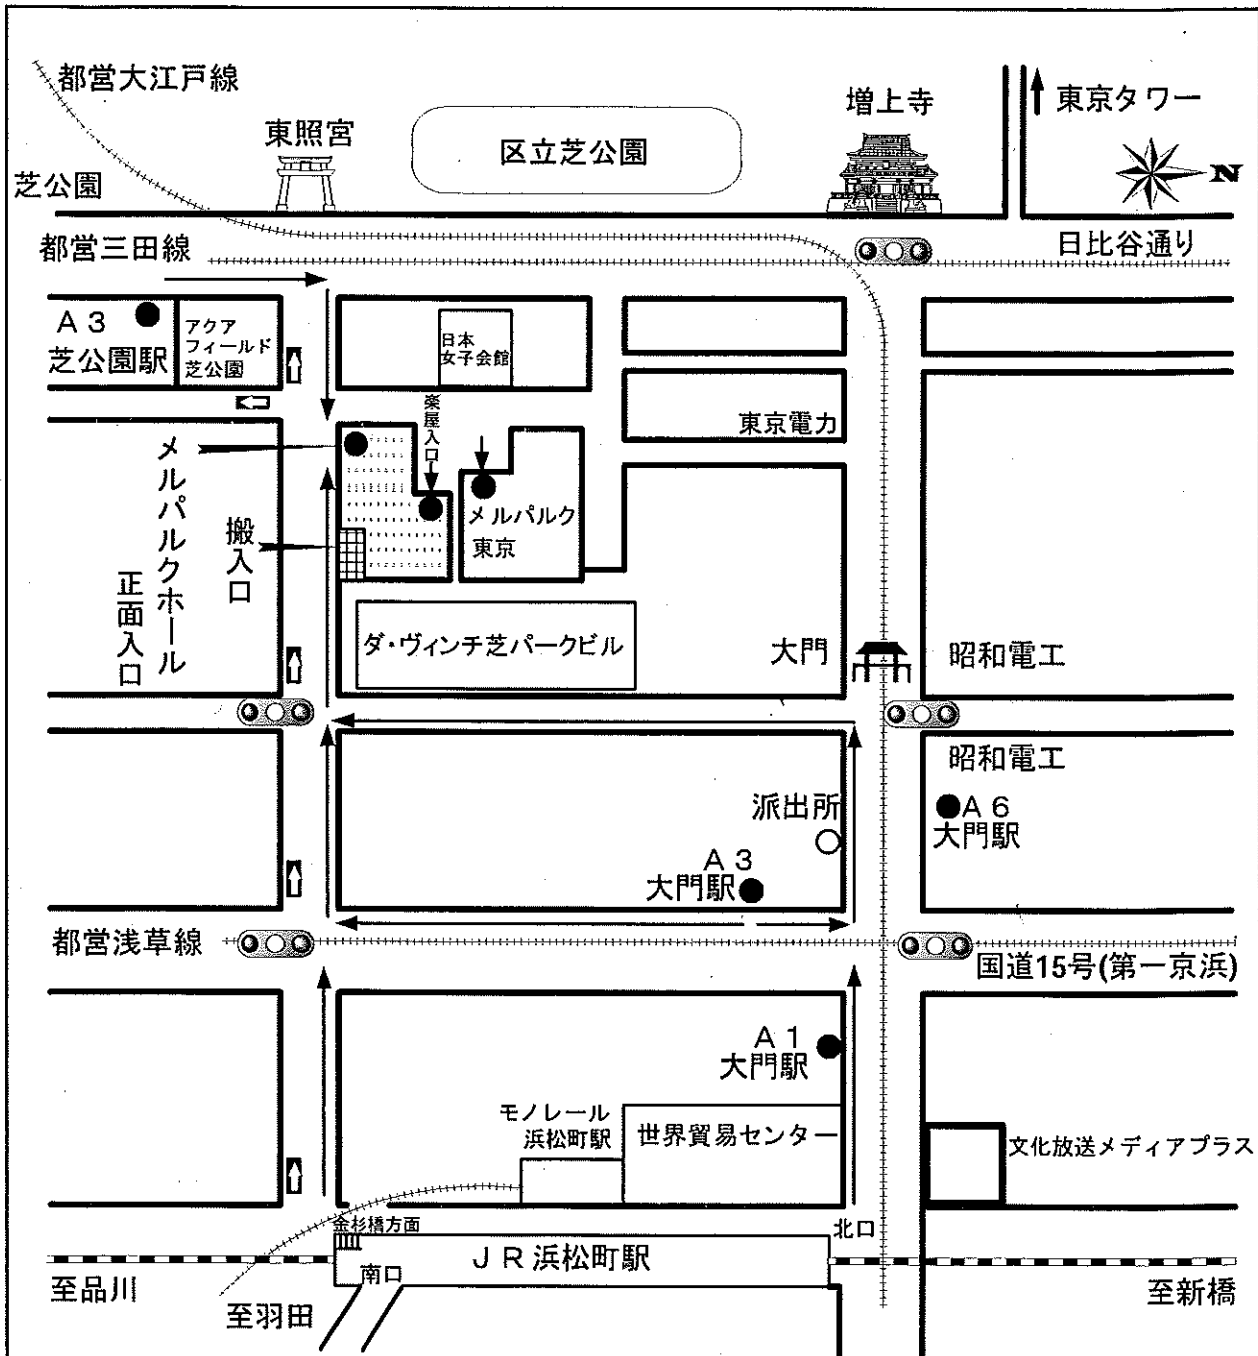 都営大江戸線
東照宮
区立芝公園
増上寺
東京タワー
N
芝公園
都営三田線
日比谷通り
A3
芝公園駅
アクア
フィールド
芝公園
日本
女子会館
楽屋入口
東京電力
メルパルクホール
正面入口
搬入口
メルパルク
東京
ダ・ヴィンチ芝パークビル
大門
昭和電工
昭和電工
派出所
A6
大門駅
A3
大門駅
都営浅草線
国道15号(第一京浜)
A1
大門駅
モノレール
浜松町駅
世界貿易センター
文化放送メディアプラス
金杉橋方面
北口
JR浜松町駅
南口
至品川
至羽田
至新橋